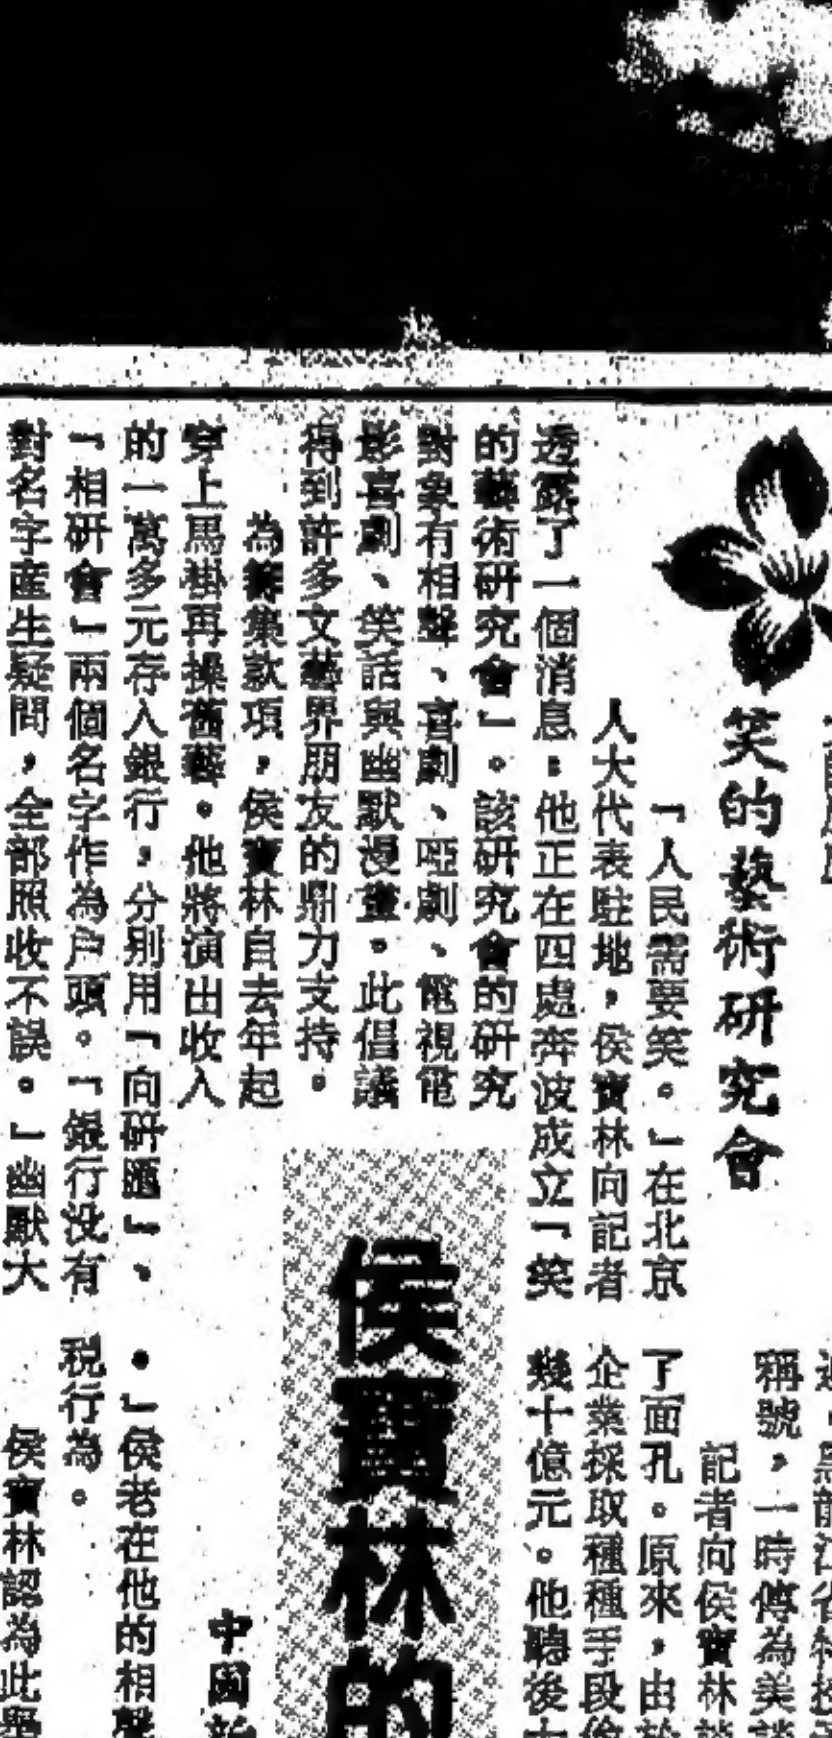 笑的藝術研究會
「人民需要笑。」在北京
人大代表駐地,侯寶林向記者
透露了一個消息:他正在四處奔波成立「笑
的藝術研究會」。該研究會的研究
對象有相聲、喜劇、啞劇、電視電
影喜劇、笑話與幽默漫畫。此倡議
得到許多文藝界朋友的鼎力支持。
為籌集款項,侯寶林自去年起
穿上馬褂再操舊藝。他將演出收入
的一萬多元存入銀行,分别用「向研匯」、
「相研會」兩個名字作為户頭。「銀行没有
對名字産生疑問,全部照收不誤。」幽默大
侯寶林的
稱號,一時傳為美談
記者向侯寶林談
了面孔。原來,由於
企業採取種種手段偷
幾十億元。他聽後大
中國新
。」侯老在他的相聲
税行為。
侯寶林認為此舉